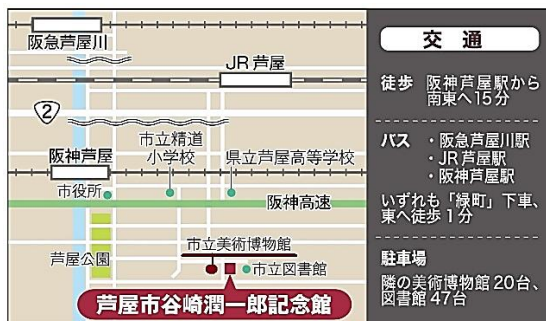 阪急芦屋川
JR 芦屋
2
市立精道
小学校
県立芦屋高等学校
阪神芦屋
市役所
阪神高速
市立美術博物館
芦屋公園
市立図書館
芦屋市谷崎潤一郎記念館
交通
徒歩 阪神芦屋駅から
南東へ15分
バス ・阪急芦屋川駅
・JR 芦屋駅
・阪神芦屋駅
いずれも「緑町」下車、
東へ徒歩1分
駐車場
隣の美術博物館 20台、
図書館 47台